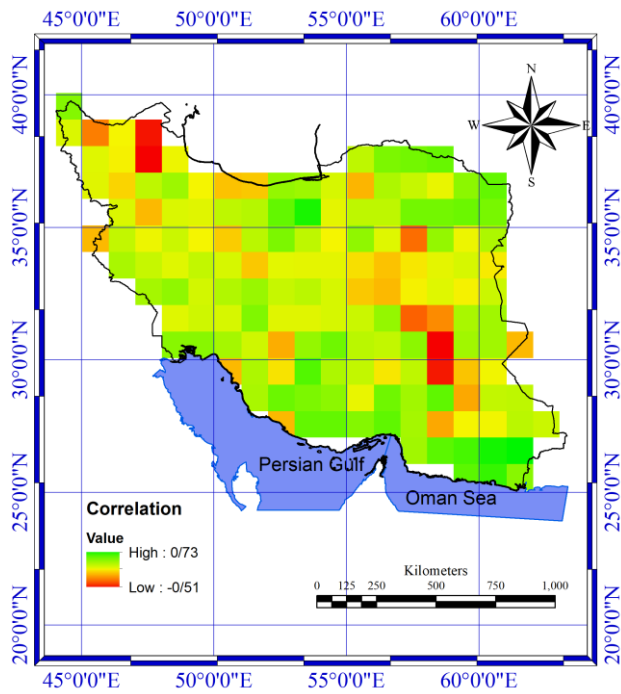 45°0'0"E 50°0'0"E 55°0'0"E 60°0'0"E
40°0'0"N
40°0'0"N
N
W
E
S
35°0'0"N
35°0'0"N
30°0'0"N
30°0'0"N
Persian Gulf
Oman Sea
25°0'0"N
25°0'0"N
Correlation
Value
High : 0/73
Low : -0/51
Kilometers
0 125 250 500 750 1,000
20°0'0"N
20°0'0"N
45°0'0"E 50°0'0"E 55°0'0"E 60°0'0"E